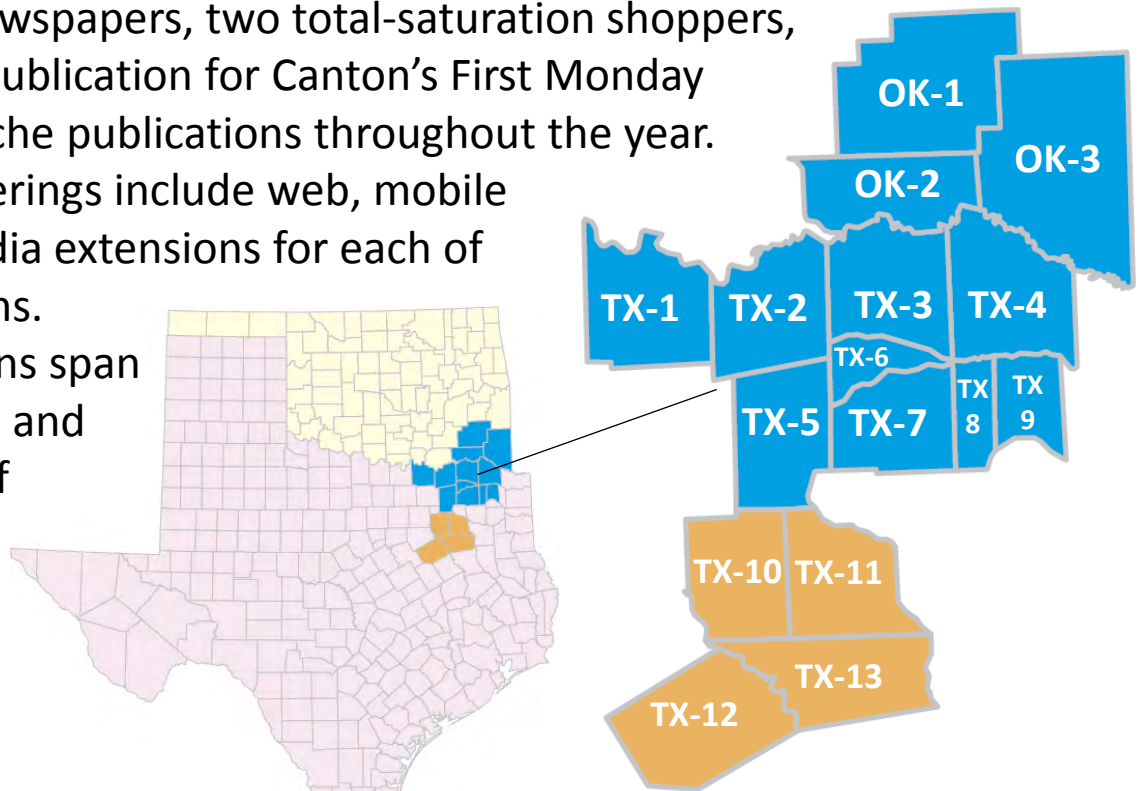 wspapers, two total-saturation shoppers,
ublication for Canton’s First Monday
che publications throughout the year.
erings include web, mobile
dia extensions for each of
ns.
ns span
and
f
OK-1
OK-3
OK-2
TX-1
TX-2
TX-3
TX-4
TX-6
TX-5
TX-7
TX
8
TX
9
TX-10
TX-11
TX-13
TX-12